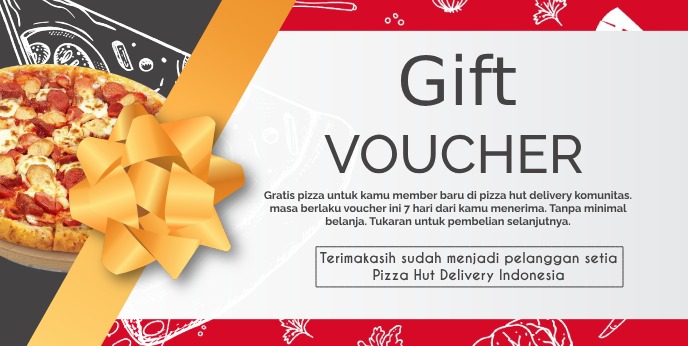 Gift
VOUCHER
Gratis pizza untuk kamu member baru di pizza hut delivery komunitas.
masa berlaku voucher ini 7 hari dari kamu menerima. Tanpa minimal
belanja. Tukaran untuk pembelian selanjutnya.
Terimakasih sudah menjadi pelanggan setia
Pizza Hut Delivery Indonesia